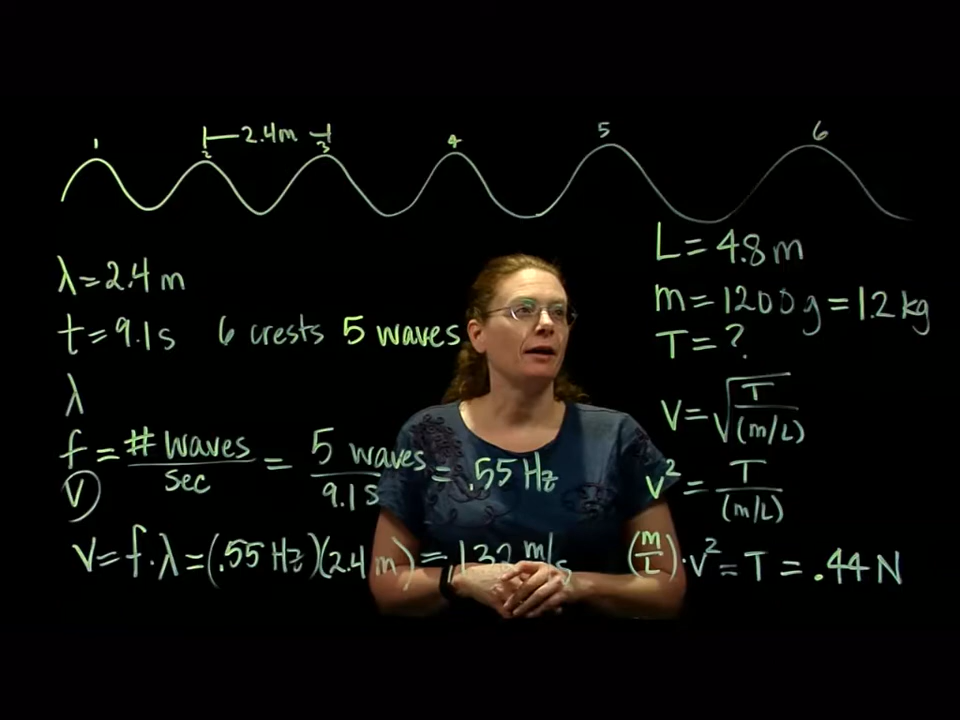 1 2 3 4 5 6
2.4m
λ = 2.4 m
t = 9.1 s 6 crests 5 waves
λ
f = # waves / sec = 5 waves / 9.1 s = .55 Hz
v
v = f · λ = (.55 Hz)(2.4 m) = 1.32 m/s
L = 4.8 m
m = 1200 g = 1.2 kg
T = ?
v = √(T / (m/L))
v² = T / (m/L)
(m/L) · v² = T = .44 N